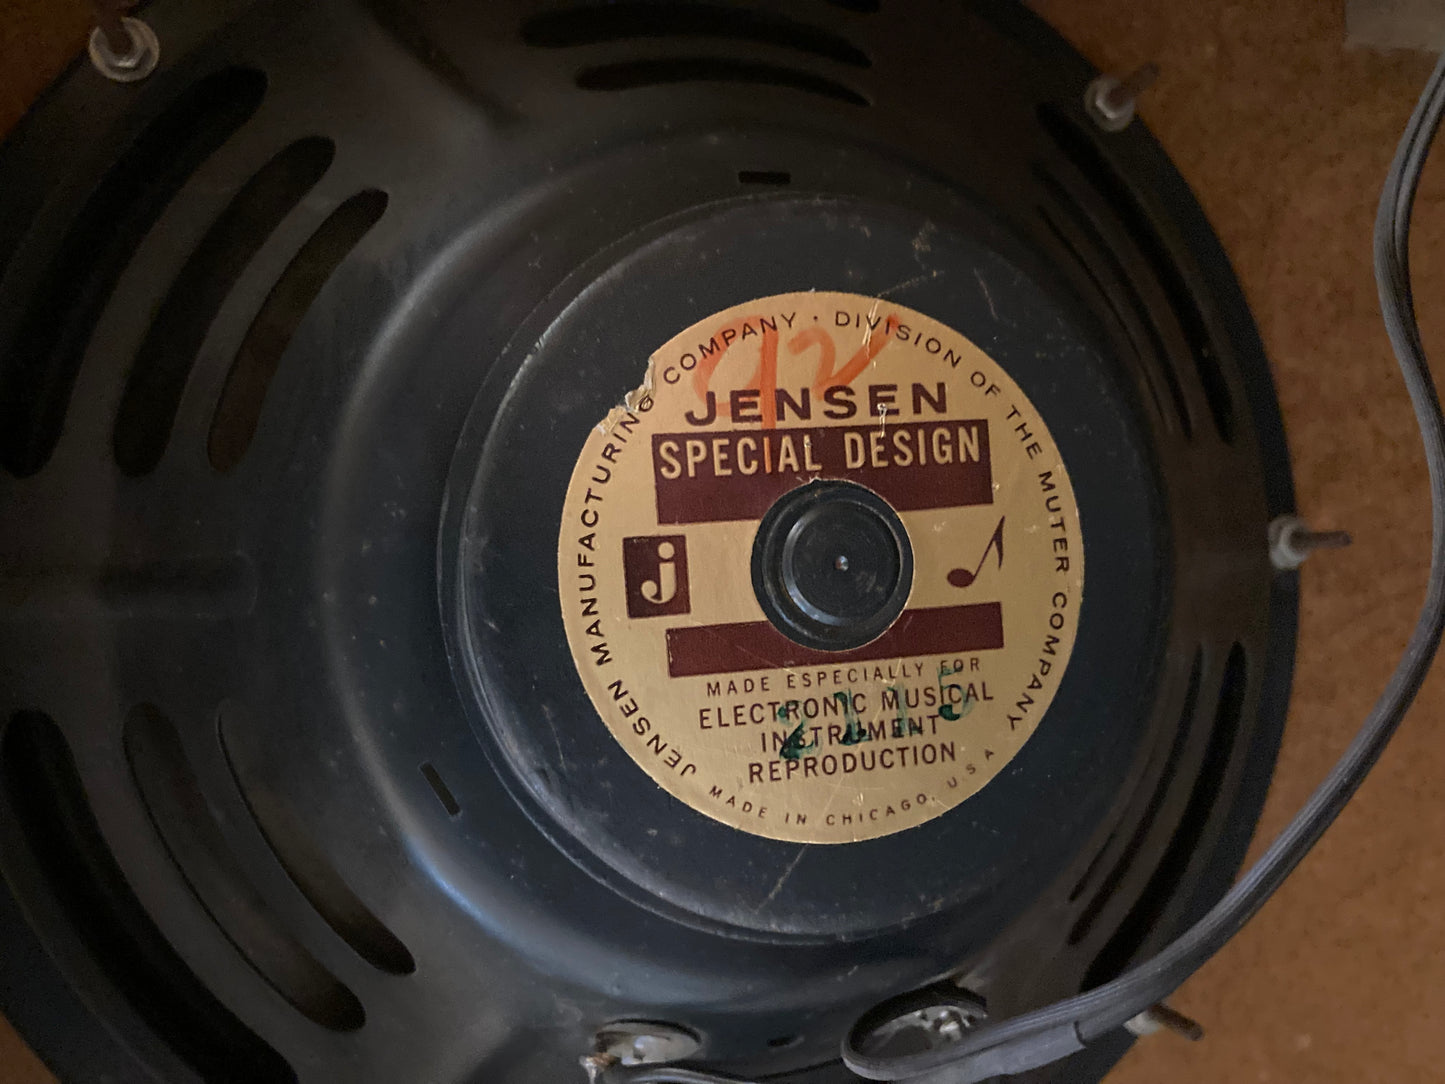 JENSEN MANUFACTURING COMPANY · DIVISION OF THE MUTER COMPANY
92
JENSEN
SPECIAL DESIGN
j
MADE ESPECIALLY FOR
ELECTRONIC MUSICAL
INSTRUMENT
REPRODUCTION
MADE IN CHICAGO, U.S.A